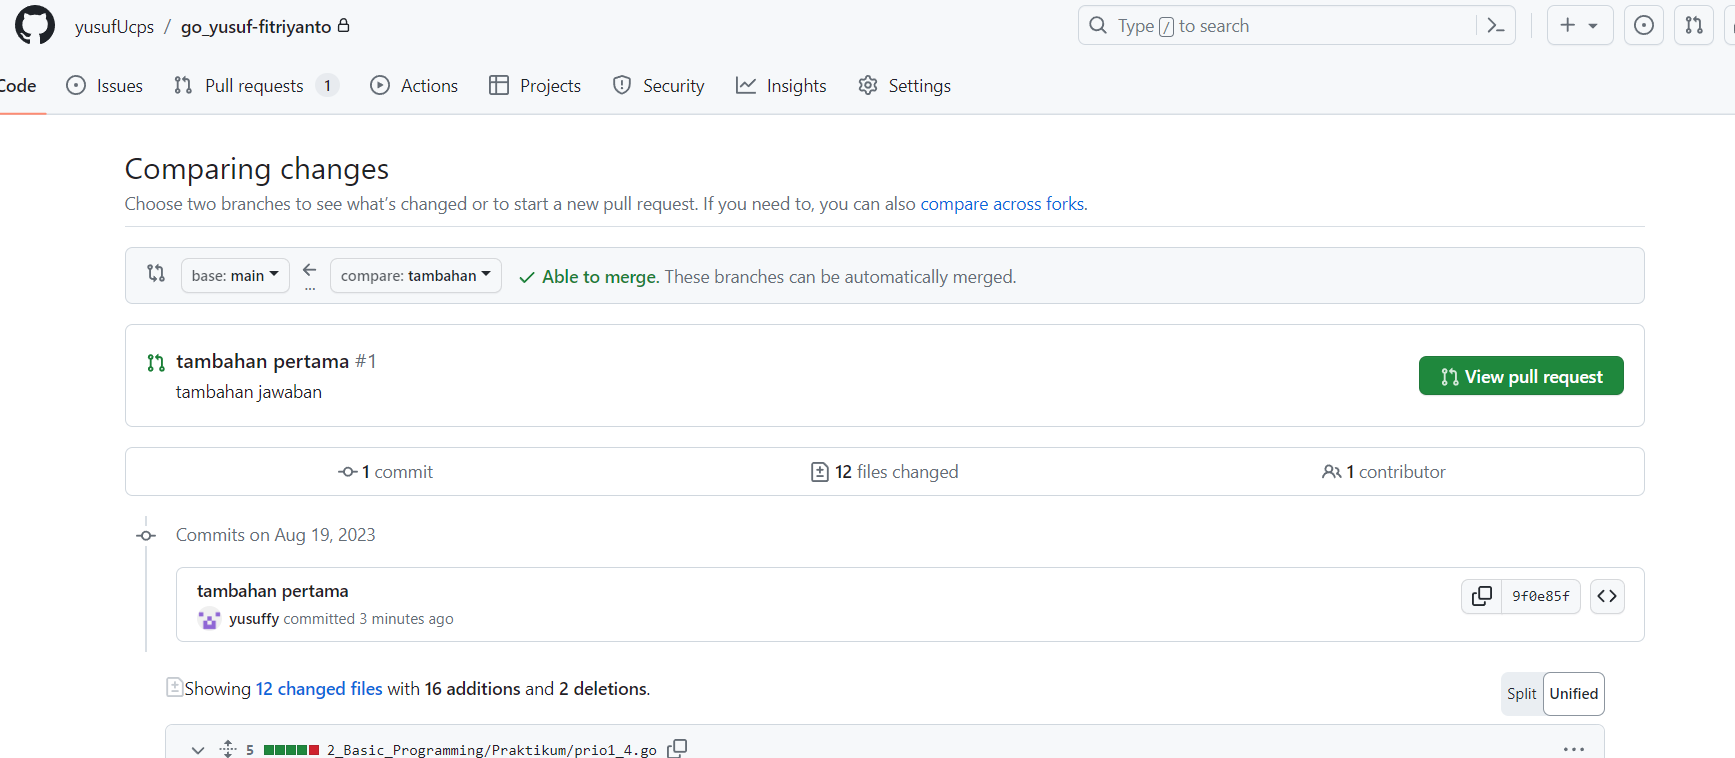 yusufUcps / go_yusuf-fitriyanto
Type / to search
Code Issues Pull requests 1 Actions Projects Security Insights Settings
Comparing changes
Choose two branches to see what's changed or to start a new pull request. If you need to, you can also compare across forks.
base: main ... compare: tambahan Able to merge. These branches can be automatically merged.
tambahan pertama #1
tambahan jawaban
View pull request
1 commit 12 files changed 1 contributor
Commits on Aug 19, 2023
tambahan pertama
yusuffy committed 3 minutes ago
9f0e85f
Showing 12 changed files with 16 additions and 2 deletions.
Split Unified
5 2_Basic_Programming/Praktikum/prio1_4.go